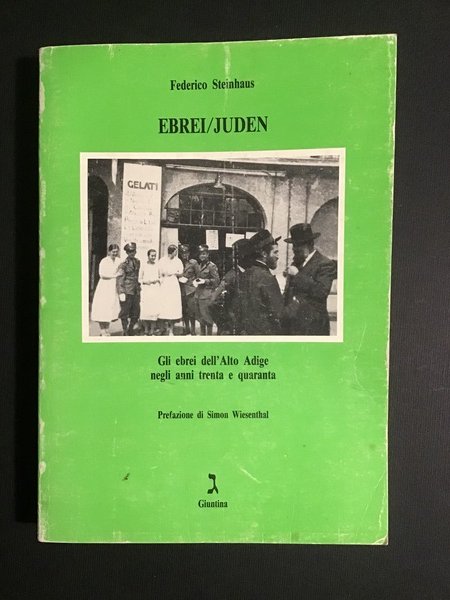 Federico Steinhaus
EBREI/JUDEN
GELATI
Gli ebrei dell'Alto Adige
negli anni trenta e quaranta
Prefazione di Simon Wiesenthal
ג
Giuntina